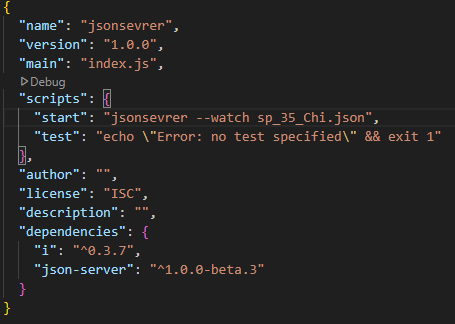 {
"name": "jsonsevrer",
"version": "1.0.0",
"main": "index.js",
Debug
"scripts": {
"start": "jsonsevrer --watch sp_35_Chi.json",
"test": "echo \"Error: no test specified\" && exit 1"
},
"author": "",
"license": "ISC",
"description": "",
"dependencies": {
"i": "^0.3.7",
"json-server": "^1.0.0-beta.3"
}
}